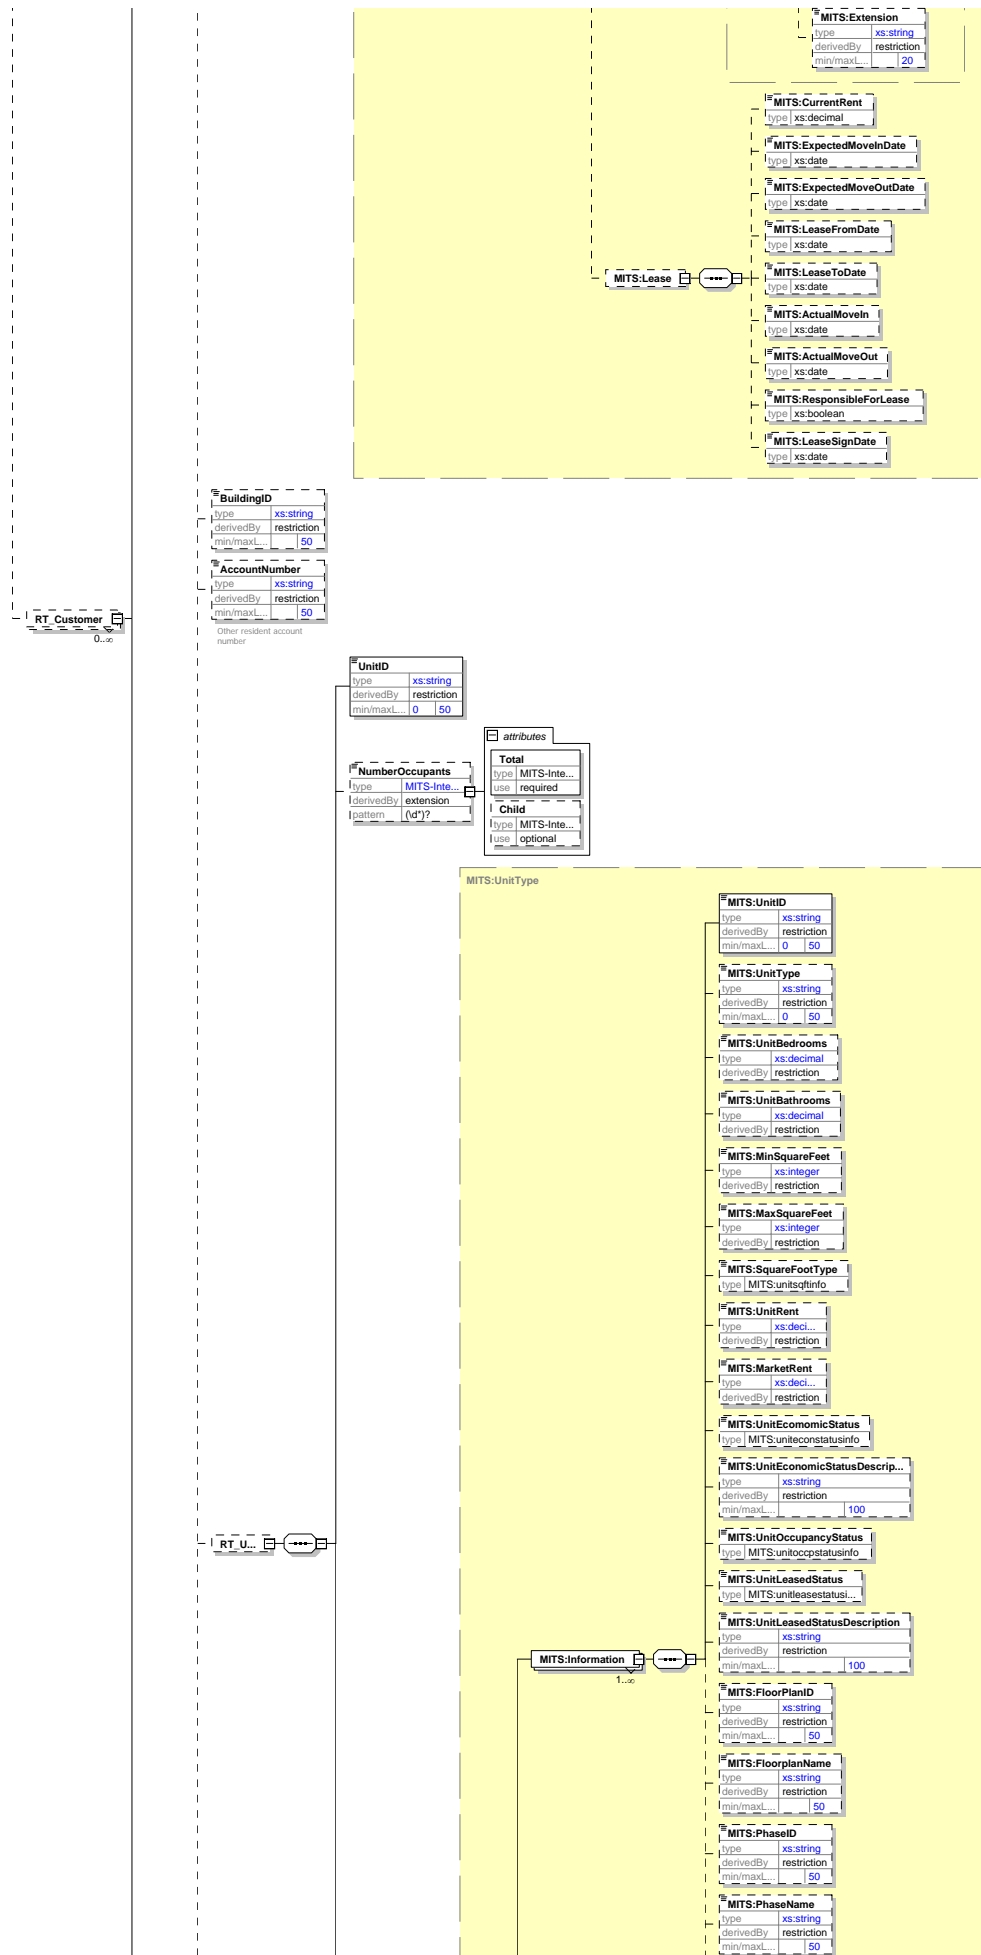 MITS:Extension
type xs:string
derivedBy restriction
min/maxL... 20
MITS:CurrentRent
type xs:decimal
MITS:ExpectedMoveInDate
type xs:date
MITS:ExpectedMoveOutDate
type xs:date
MITS:LeaseFromDate
type xs:date
MITS:Lease
MITS:LeaseToDate
type xs:date
MITS:ActualMoveIn
type xs:date
MITS:ActualMoveOut
type xs:date
MITS:ResponsibleForLease
type xs:boolean
MITS:LeaseSignDate
type xs:date
BuildingID
type xs:string
derivedBy restriction
min/maxL... 50
AccountNumber
type xs:string
derivedBy restriction
min/maxL... 50
Other resident account
number
RT_Customer
0..∞
UnitID
type xs:string
derivedBy restriction
min/maxL... 0 50
NumberOccupants
type MITS-Inte...
derivedBy extension
pattern (\d*)?
attributes
Total
type MITS-Inte...
use required
Child
type MITS-Inte...
use optional
MITS:UnitType
MITS:UnitID
type xs:string
derivedBy restriction
min/maxL... 0 50
MITS:UnitType
type xs:string
derivedBy restriction
min/maxL... 0 50
MITS:UnitBedrooms
type xs:decimal
derivedBy restriction
MITS:UnitBathrooms
type xs:decimal
derivedBy restriction
MITS:MinSquareFeet
type xs:integer
derivedBy restriction
MITS:MaxSquareFeet
type xs:integer
derivedBy restriction
MITS:SquareFootType
type MITS:unitsqftinfo
MITS:UnitRent
type xs:deci...
derivedBy restriction
MITS:MarketRent
type xs:deci...
derivedBy restriction
MITS:UnitEcomomicStatus
type MITS:uniteconstatusinfo
MITS:UnitEconomicStatusDescrip...
type xs:string
derivedBy restriction
min/maxL... 100
RT_U...
MITS:UnitOccupancyStatus
type MITS:unitoccpstatusinfo
MITS:UnitLeasedStatus
type MITS:unitleasestatusi...
MITS:UnitLeasedStatusDescription
type xs:string
derivedBy restriction
min/maxL... 100
MITS:Information
1..∞
MITS:FloorPlanID
type xs:string
derivedBy restriction
min/maxL... 50
MITS:FloorplanName
type xs:string
derivedBy restriction
min/maxL... 50
MITS:PhaseID
type xs:string
derivedBy restriction
min/maxL... 50
MITS:PhaseName
type xs:string
derivedBy restriction
min/maxL... 50